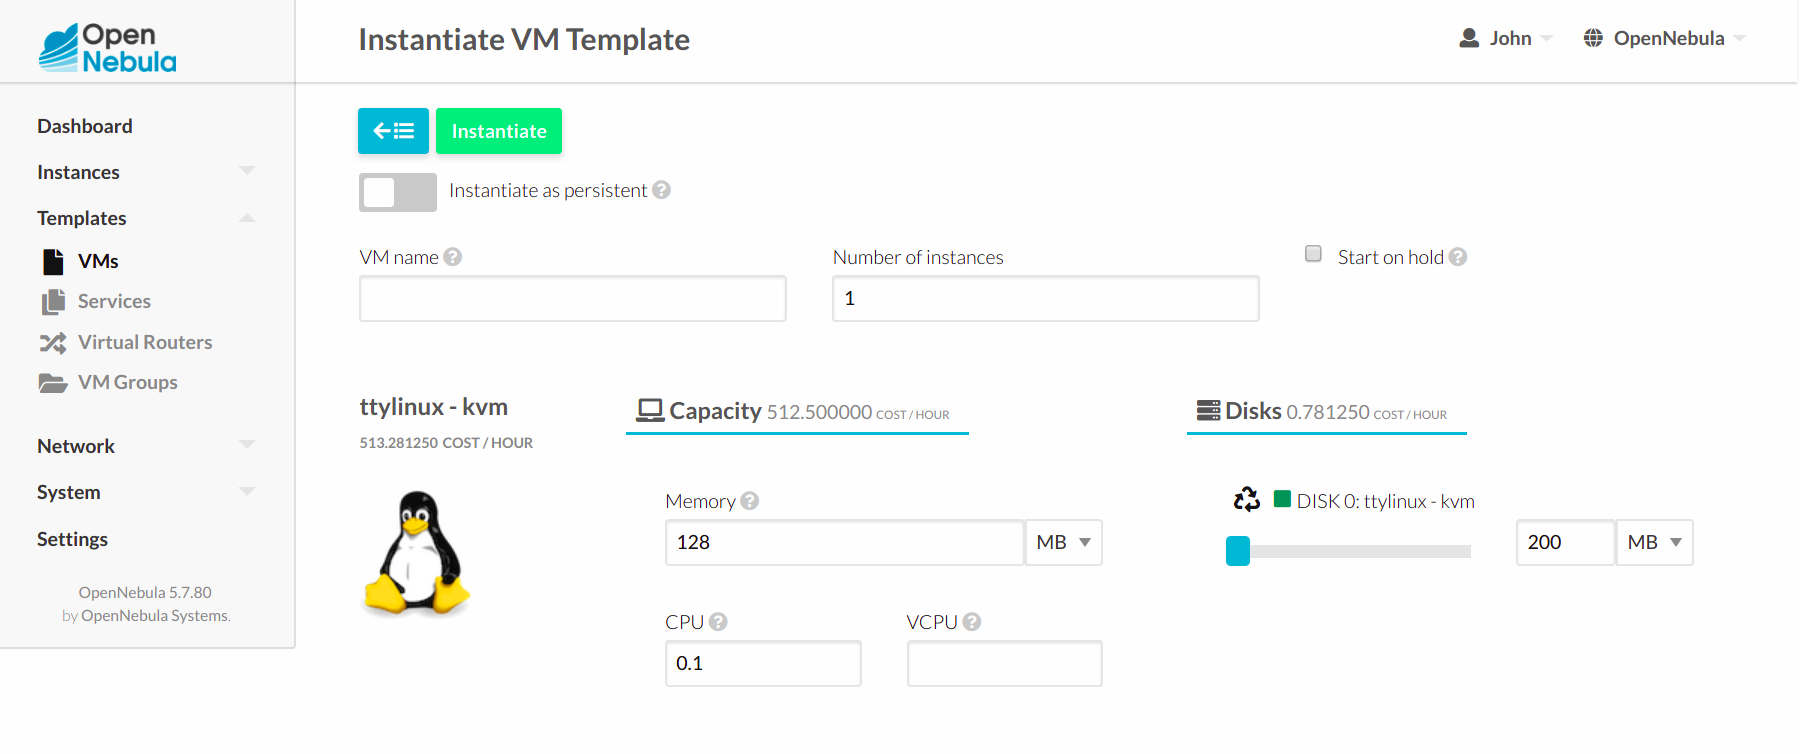 Open
Nebula
Instantiate VM Template
John
OpenNebula
Dashboard
Instances
Templates
VMs
Services
Virtual Routers
VM Groups
Network
System
Settings
OpenNebula 5.7.80
by OpenNebula Systems.
Instantiate
Instantiate as persistent ?
VM name ?
Number of instances
1
Start on hold ?
ttylinux - kvm
513.281250 COST / HOUR
Capacity 512.500000 COST / HOUR
Memory ?
128 MB
CPU ?
0.1
VCPU ?
Disks 0.781250 COST / HOUR
DISK 0: ttylinux - kvm
200 MB